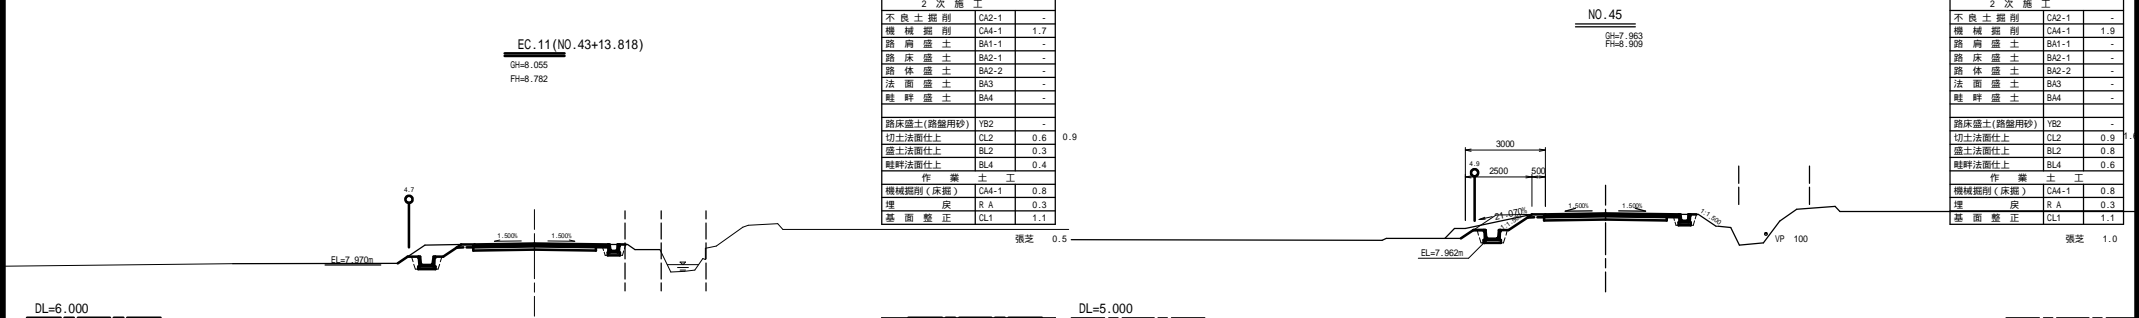 2 次 施 工
不 良 土 掘 削 CA2-1 -
機 械 掘 削 CA4-1 1.7
路 肩 盛 土 BA1-1 -
路 床 盛 土 BA2-1 -
路 体 盛 土 BA2-2 -
法 面 盛 土 BA3 -
畦 畔 盛 土 BA4 -
路床盛土(路盤用砂) YB2 -
切土法面仕上 CL2 0.6 0.9
盛土法面仕上 BL2 0.3
畦畔法面仕上 BL4 0.4
作 業 土 工
機械掘削(床掘) CA4-1 0.8
埋 戻 R A 0.3
基 面 整 正 CL1 1.1
張芝 0.5
EC.11(NO.43+13.818)
GH=8.055
FH=8.782
4.7
1.500% 1.500%
EL=7.970m
DL=6.000
NO.45
GH=7.963
FH=8.909
3000
4.9
2500 500
21.070%
1.500% 1.500%
1:1.500
VP 100
EL=7.962m
DL=5.000
2 次 施 工
不 良 土 掘 削 CA2-1 -
機 械 掘 削 CA4-1 1.9
路 肩 盛 土 BA1-1 -
路 床 盛 土 BA2-1 -
路 体 盛 土 BA2-2 -
法 面 盛 土 BA3 -
畦 畔 盛 土 BA4 -
路床盛土(路盤用砂) YB2 -
切土法面仕上 CL2 0.9
盛土法面仕上 BL2 0.8
畦畔法面仕上 BL4 0.6
作 業 土 工
機械掘削(床掘) CA4-1 0.8
埋 戻 R A 0.3
基 面 整 正 CL1 1.1
張芝 1.0